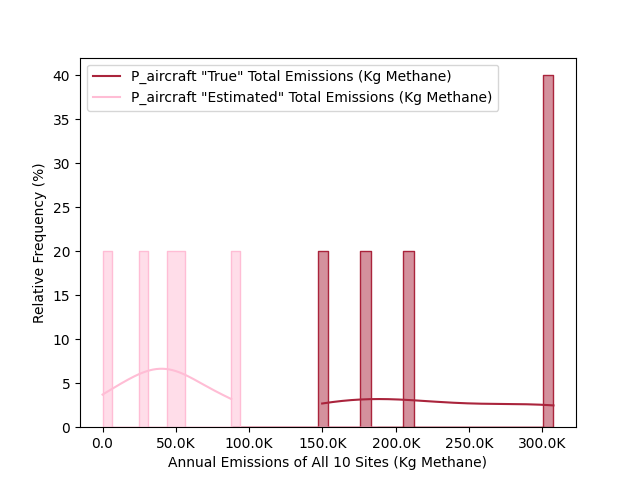 P_aircraft "True" Total Emissions (Kg Methane)
P_aircraft "Estimated" Total Emissions (Kg Methane)
Relative Frequency (%)
40
35
30
25
20
15
10
5
0
0.0 50.0K 100.0K 150.0K 200.0K 250.0K 300.0K
Annual Emissions of All 10 Sites (Kg Methane)